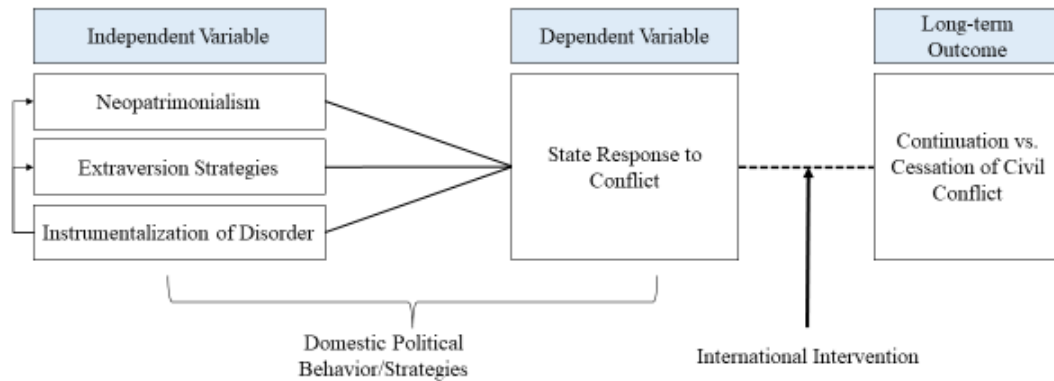 Independent Variable
Dependent Variable
Long-term
Outcome
Neopatrimonialism
Extraversion Strategies
Instrumentalization of Disorder
State Response to
Conflict
Continuation vs.
Cessation of Civil
Conflict
Domestic Political
Behavior/Strategies
International Intervention